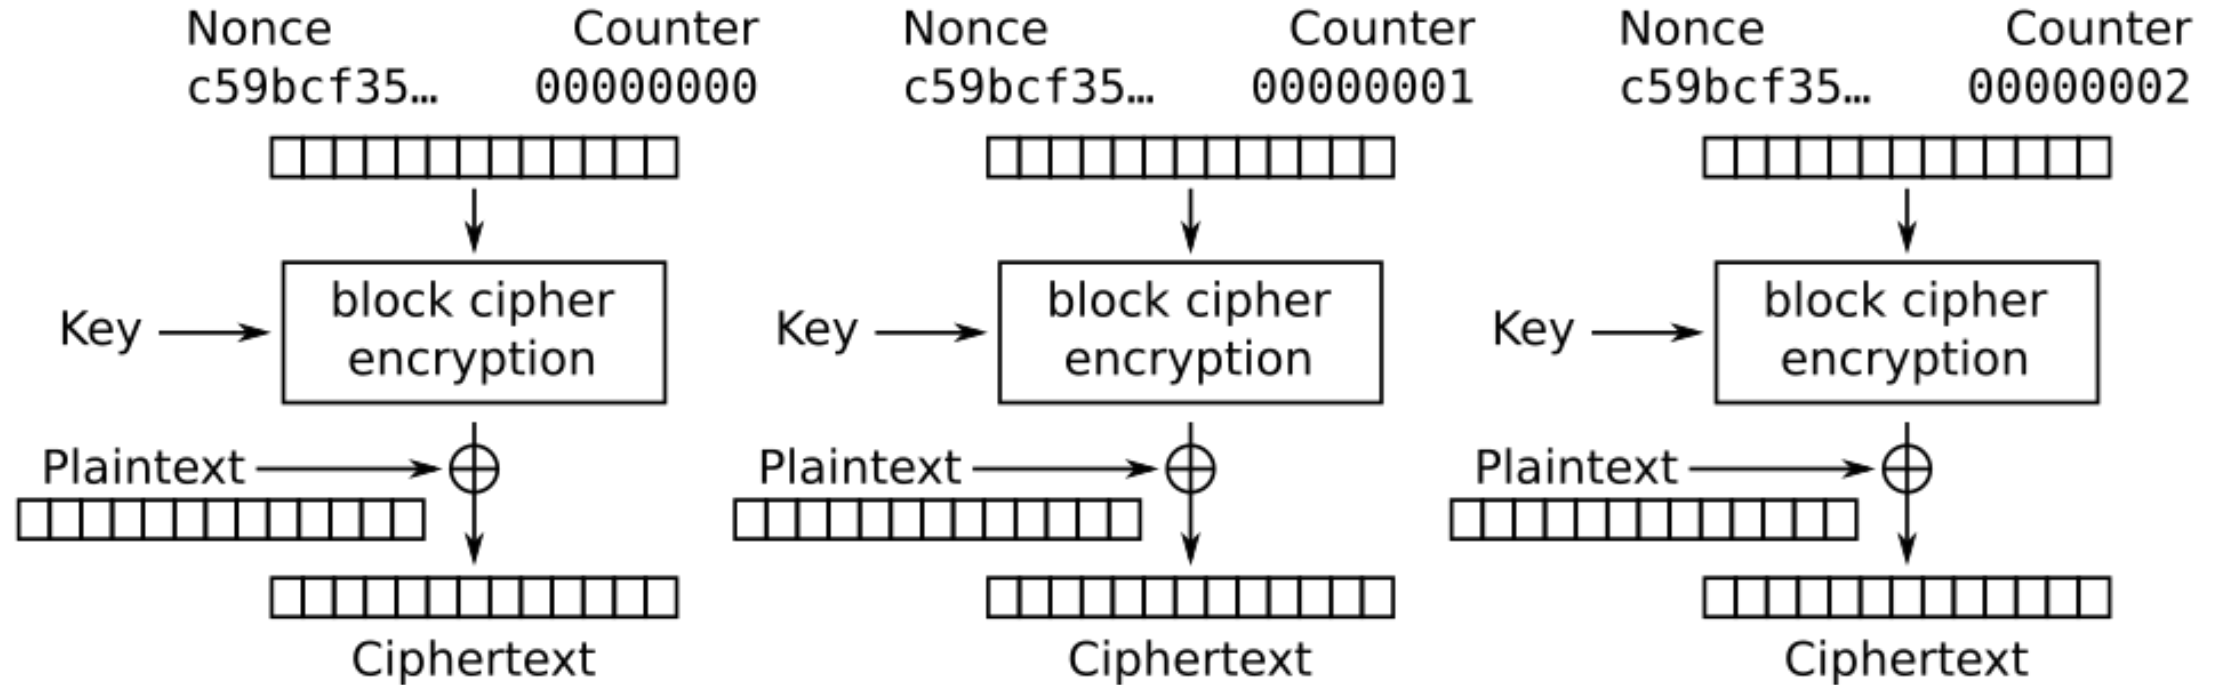 Nonce Counter Nonce Counter Nonce Counter
c59bcf35… 00000000 c59bcf35… 00000001 c59bcf35… 00000002
block cipher block cipher block cipher
Key Key Key
encryption encryption encryption
Plaintext Plaintext Plaintext
Ciphertext Ciphertext Ciphertext